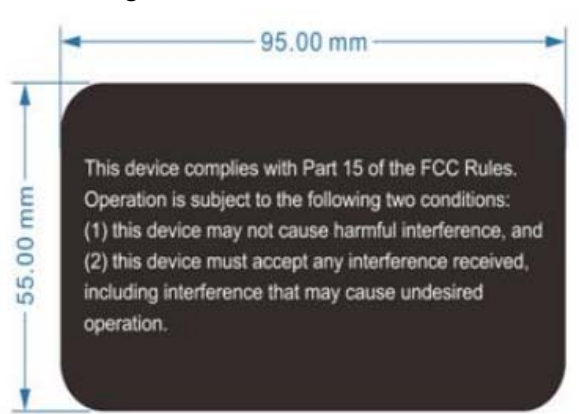 95.00 mm
55.00 mm
This device complies with Part 15 of the FCC Rules.
Operation is subject to the following two conditions:
(1) this device may not cause harmful interference, and
(2) this device must accept any interference received,
including interference that may cause undesired
operation.